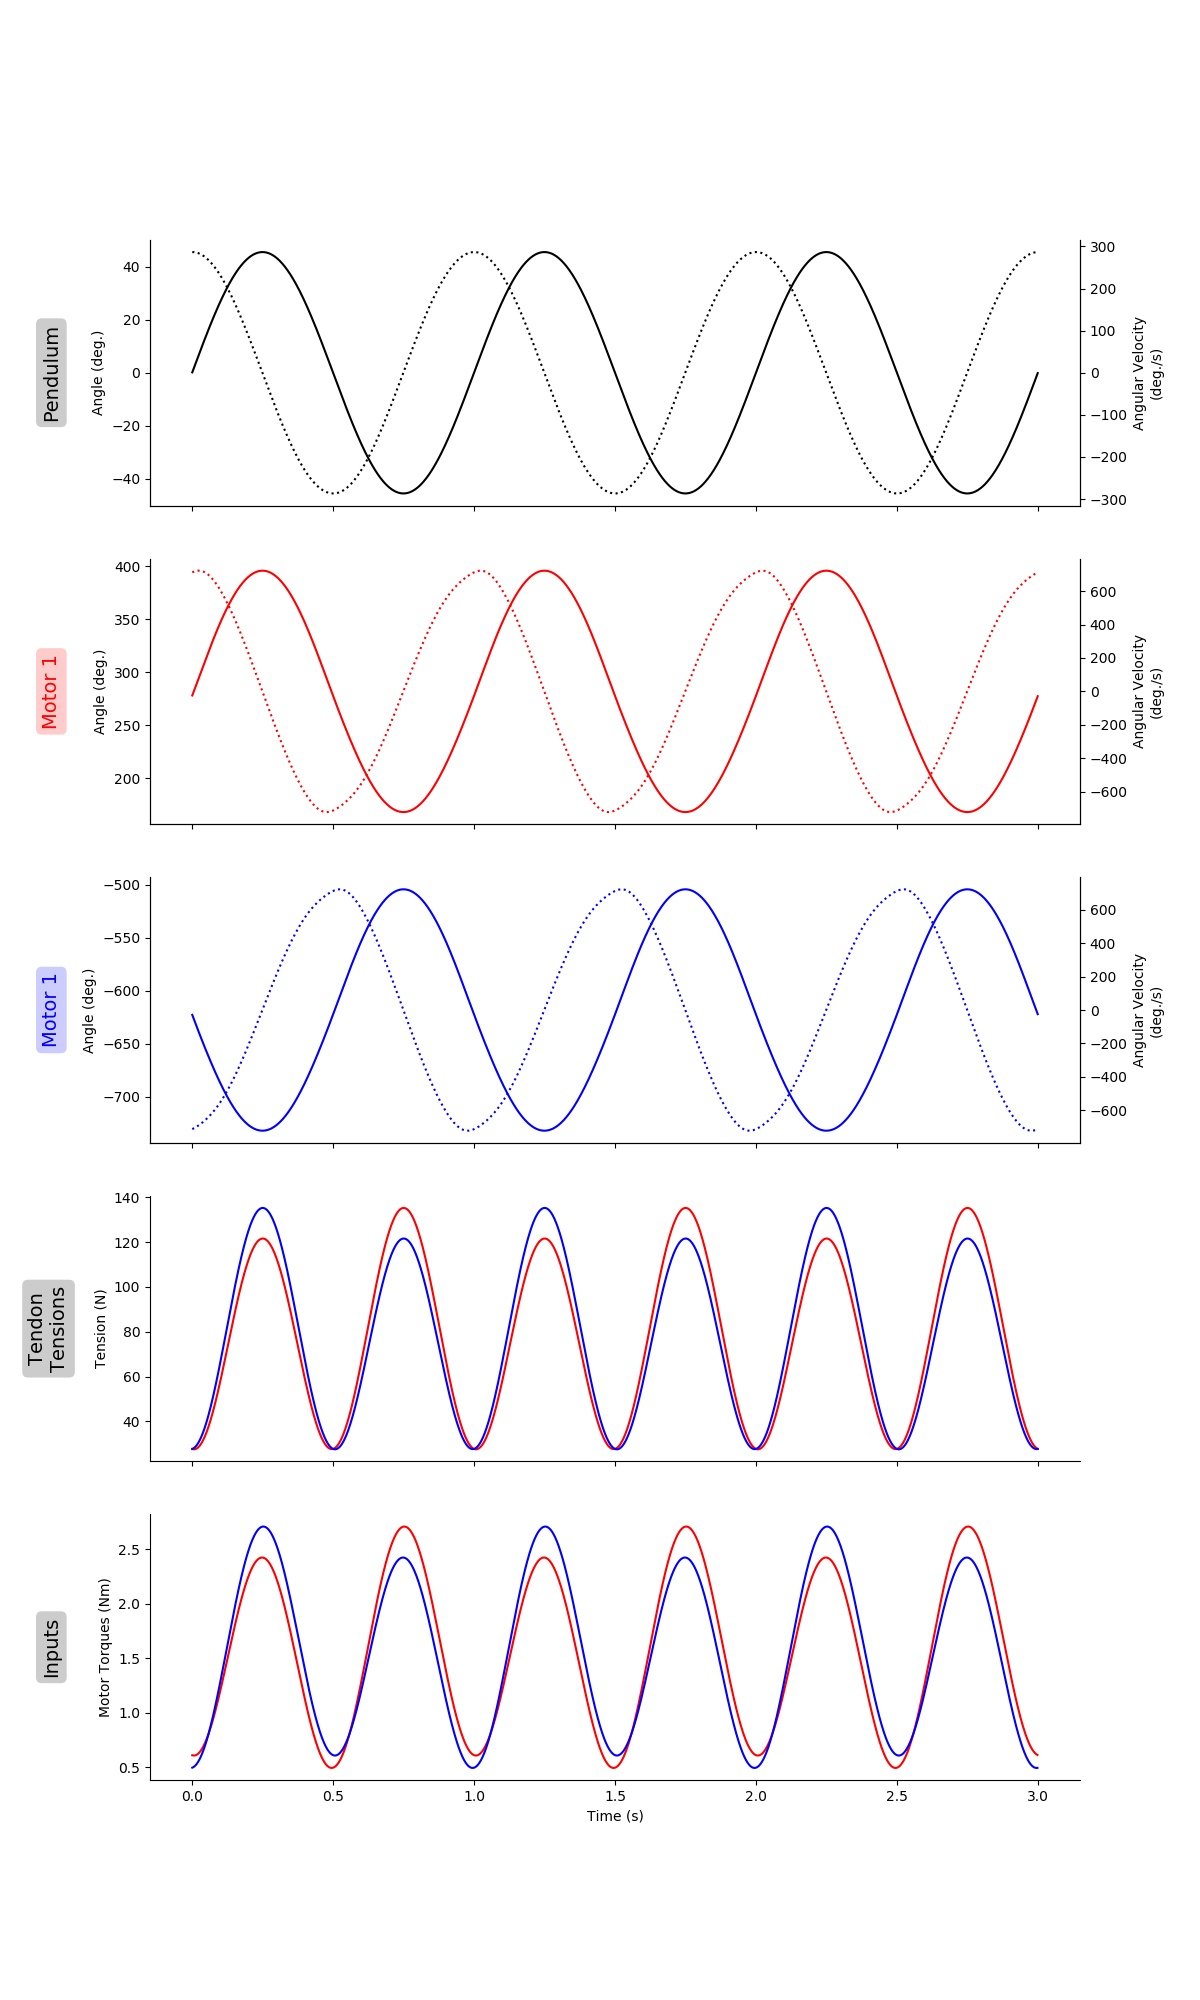 Pendulum
Angle (deg.)
40
20
0
−20
−40
300
200
100
0
−100
−200
−300
Angular Velocity
(deg./s)
Motor 1
Angle (deg.)
400
350
300
250
200
600
400
200
0
−200
−400
−600
Angular Velocity
(deg./s)
Motor 1
Angle (deg.)
−500
−550
−600
−650
−700
600
400
200
0
−200
−400
−600
Angular Velocity
(deg./s)
Tendon
Tensions
Tension (N)
140
120
100
80
60
40
Inputs
Motor Torques (Nm)
2.5
2.0
1.5
1.0
0.5
0.0 0.5 1.0 1.5 2.0 2.5 3.0
Time (s)